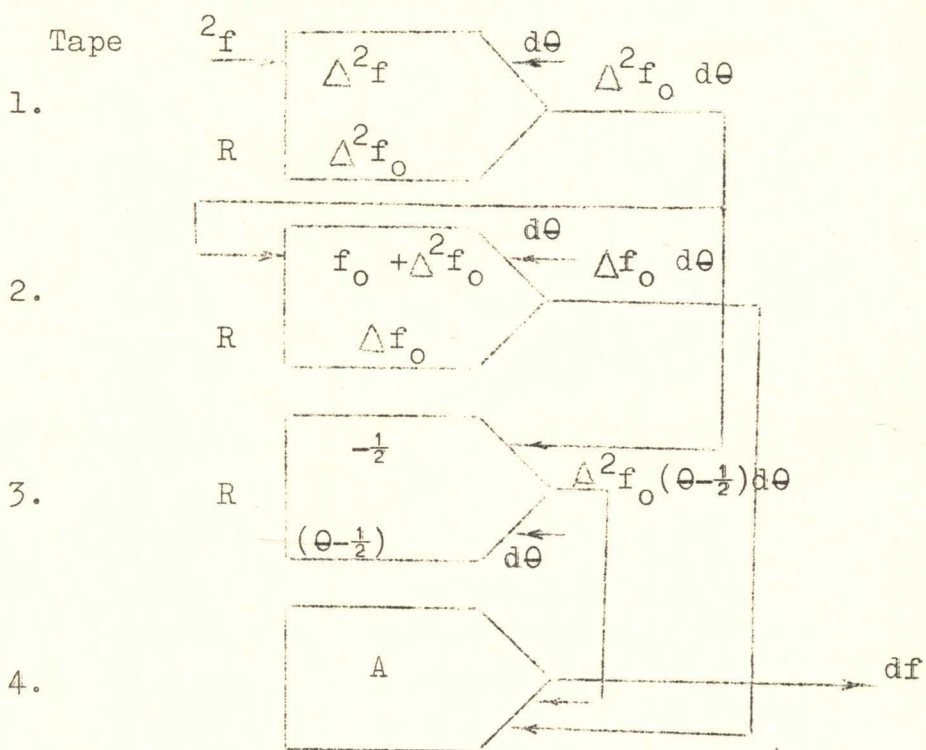 Tape ²f dθ
1. Δ²f Δ²f₀ dθ
R Δ²f₀
dθ
2. f₀ +Δ²f₀ Δf₀ dθ
R Δf₀
-½
3. R Δ²f₀(θ-½)dθ
(θ-½) dθ
4. A df